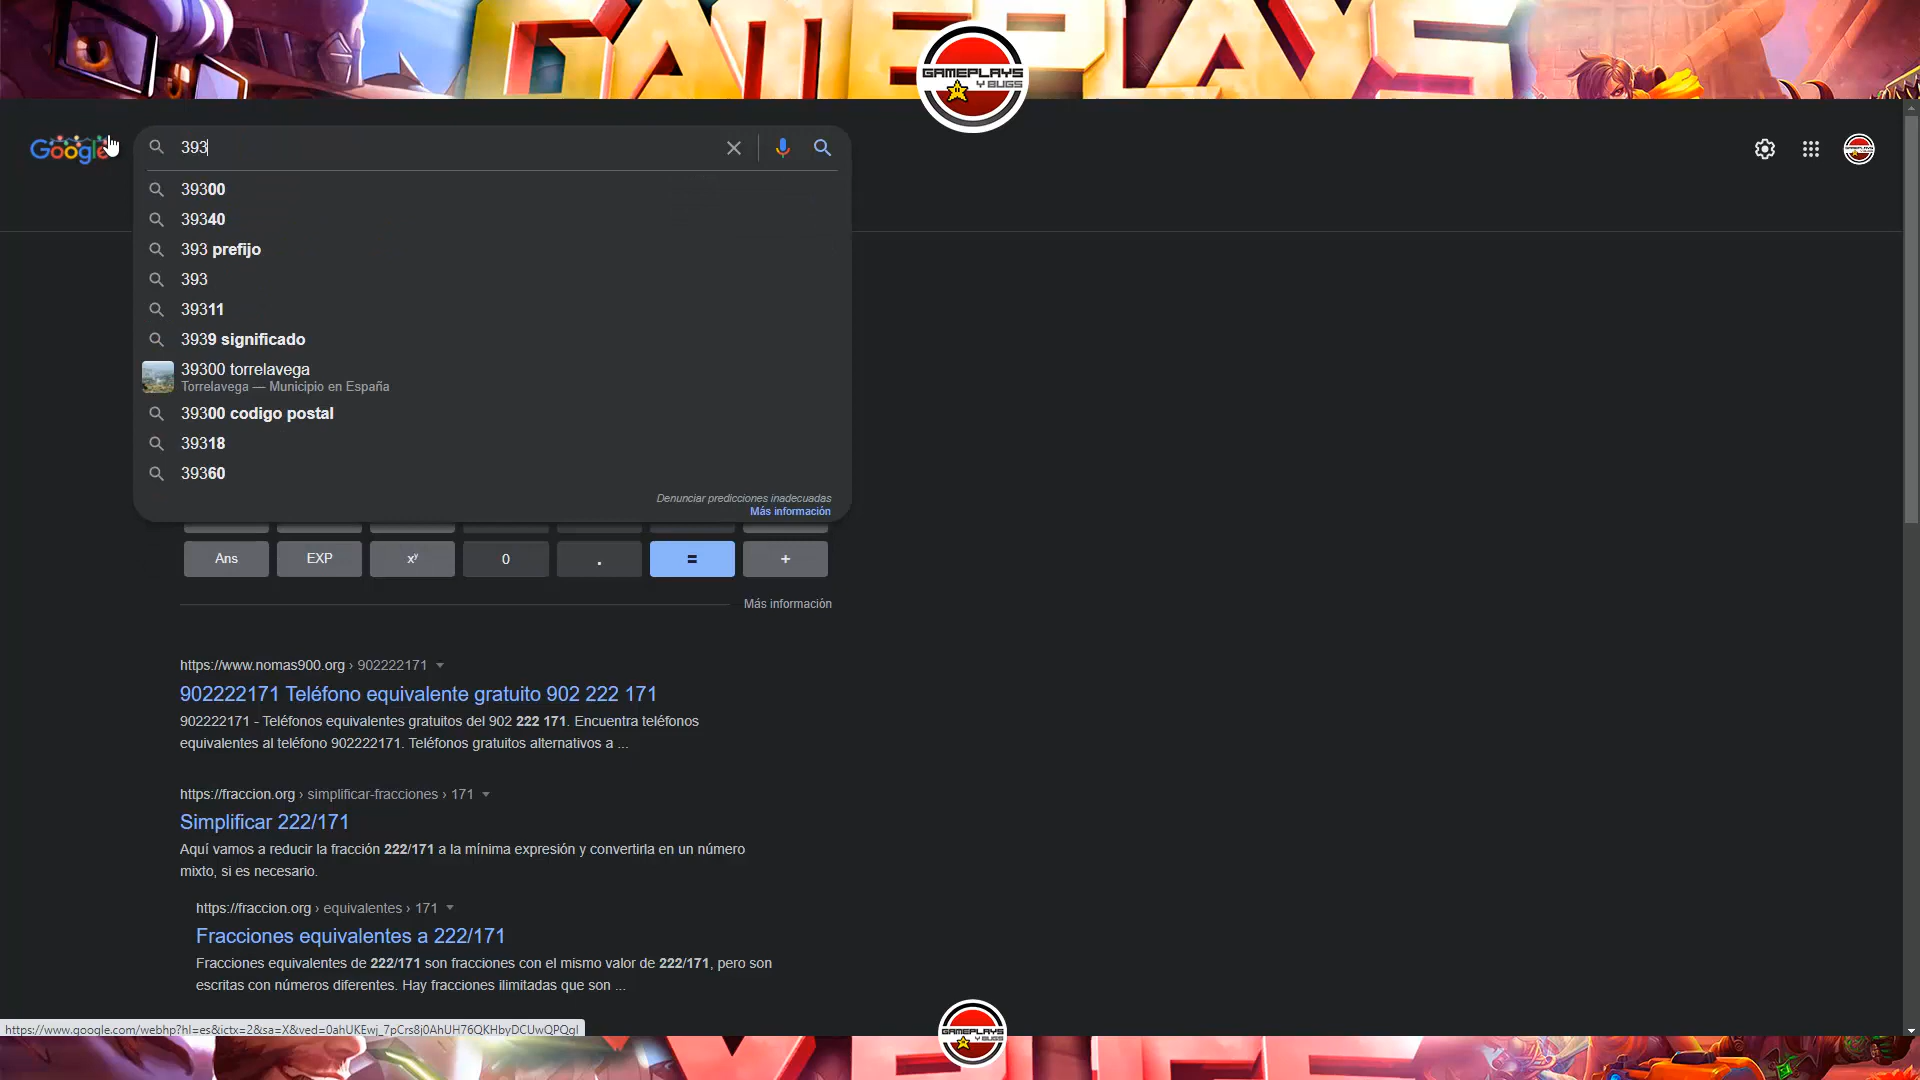 GAMEPLAYS
GAMEPLAYS
Y BUGS
Google
393
39300
39340
393 prefijo
393
39311
3939 significado
39300 torrelavega
Torrelavega — Municipio en España
39300 codigo postal
39318
39360
Denunciar predicciones inadecuadas
Más información
Ans
EXP
xʸ
0
.
=
+
Más información
https://www.nomas900.org › 902222171
902222171 Teléfono equivalente gratuito 902 222 171
902222171 - Teléfonos equivalentes gratuitos del 902 222 171. Encuentra teléfonos
equivalentes al teléfono 902222171. Teléfonos gratuitos alternativos a ...
https://fraccion.org › simplificar-fracciones › 171
Simplificar 222/171
Aquí vamos a reducir la fracción 222/171 a la mínima expresión y convertirla en un número
mixto, si es necesario.
https://fraccion.org › equivalentes › 171
Fracciones equivalentes a 222/171
Fracciones equivalentes de 222/171 son fracciones con el mismo valor de 222/171, pero son
escritas con números diferentes. Hay fracciones ilimitadas que son ...
https://www.google.com/webhp?hl=es&ictx=2&sa=X&ved=0ahUKEwj_7pCrs8j0AhUH76QKHbyDCUwQPQgI
GAMEPLAYS
Y BUGS